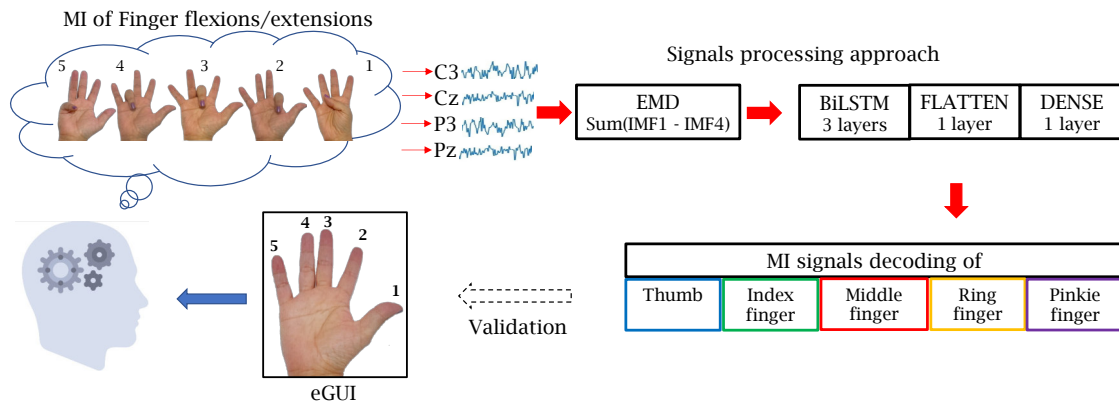 MI of Finger flexions/extensions
5 4 3 2 1
C3
Cz
P3
Pz
Signals processing approach
EMD
Sum(IMF1 - IMF4)
BiLSTM
3 layers
FLATTEN
1 layer
DENSE
1 layer
MI signals decoding of
Thumb
Index
finger
Middle
finger
Ring
finger
Pinkie
finger
Validation
5 4 3 2 1
eGUI